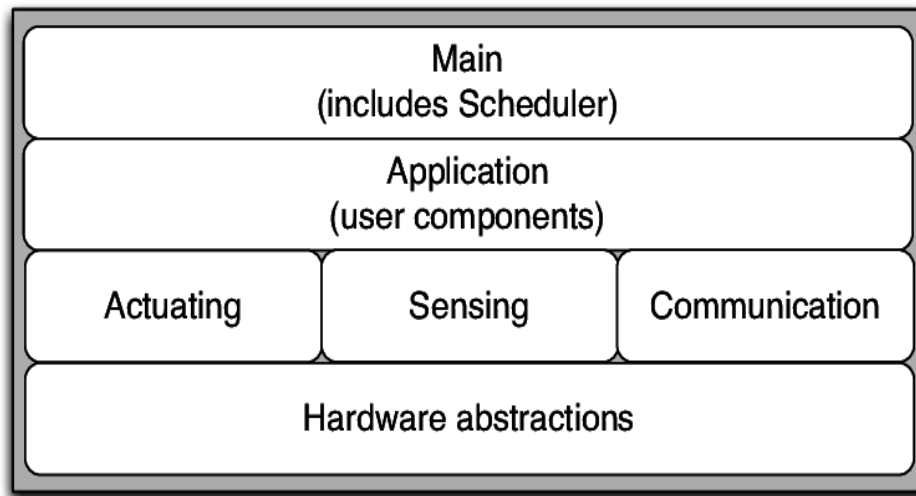 Main
(includes Scheduler)
Application
(user components)
Actuating
Sensing
Communication
Hardware abstractions